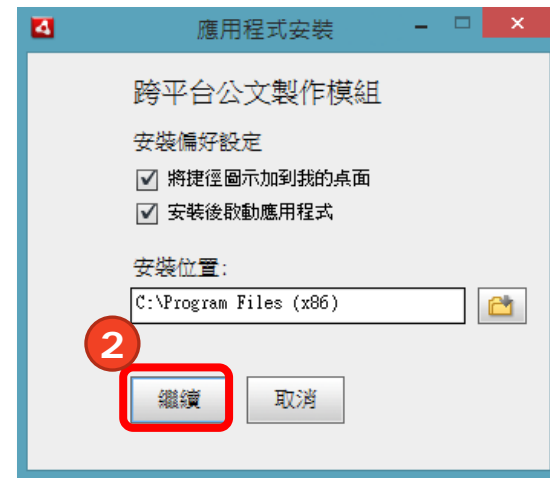 應用程式安裝
跨平台公文製作模組
安裝偏好設定
將捷徑圖示加到我的桌面
安裝後啟動應用程式
安裝位置:
C:\Program Files (x86)
2
繼續 取消